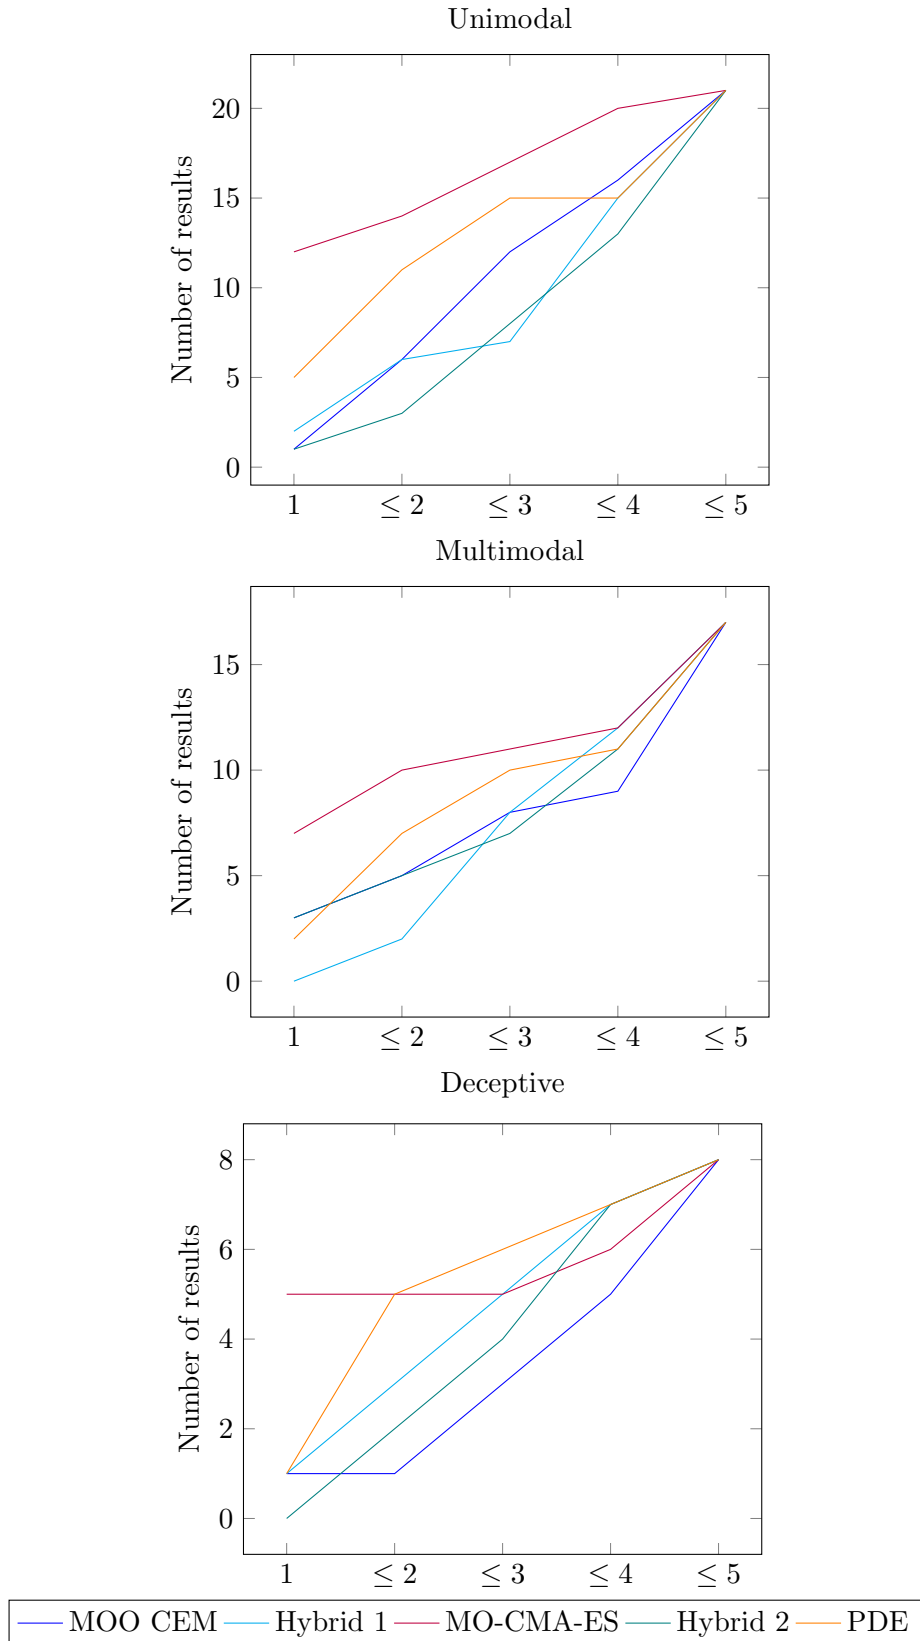 Unimodal
20
15
10
5
0
Number of results
1 ≤ 2 ≤ 3 ≤ 4 ≤ 5
Multimodal
15
10
5
0
Number of results
1 ≤ 2 ≤ 3 ≤ 4 ≤ 5
Deceptive
8
6
4
2
0
Number of results
1 ≤ 2 ≤ 3 ≤ 4 ≤ 5
MOO CEM Hybrid 1 MO-CMA-ES Hybrid 2 PDE